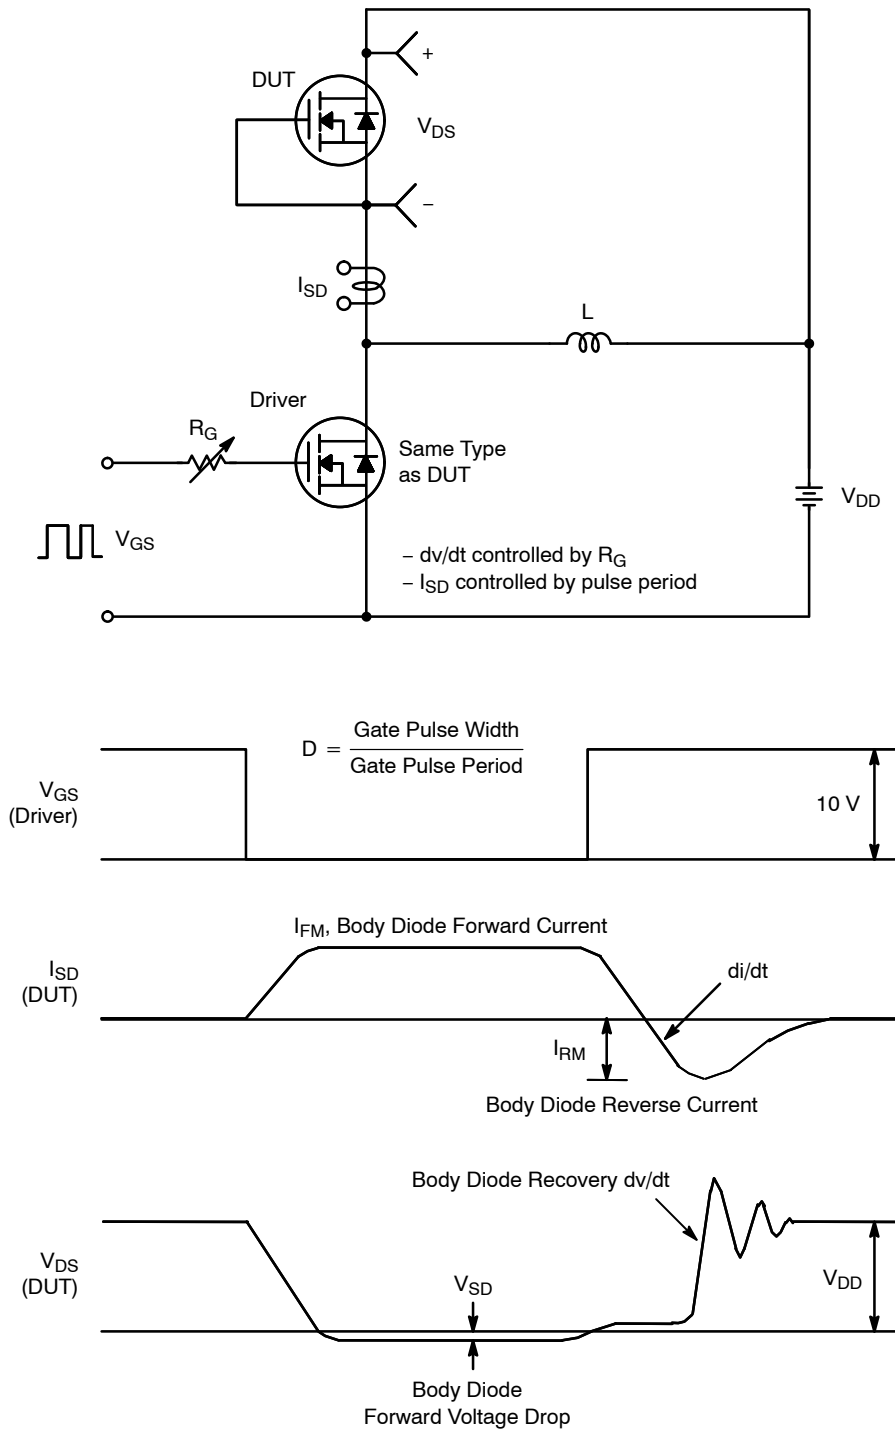 +
DUT
V_DS
−
I_SD
L
Driver
R_G
Same Type
as DUT
V_DD
V_GS
− dv/dt controlled by R_G
− I_SD controlled by pulse period
D = Gate Pulse Width
Gate Pulse Period
V_GS
(Driver)
10 V
I_FM, Body Diode Forward Current
I_SD
(DUT)
di/dt
I_RM
Body Diode Reverse Current
Body Diode Recovery dv/dt
V_DS
(DUT)
V_SD
V_DD
Body Diode
Forward Voltage Drop